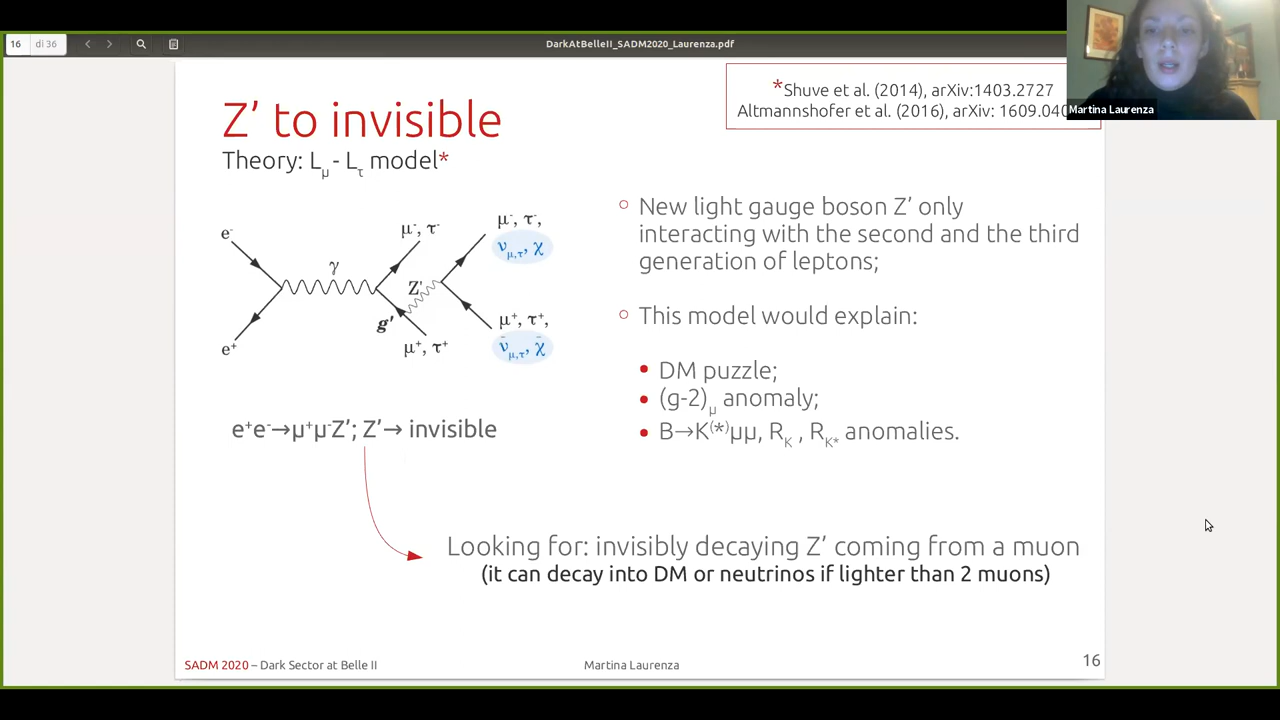 16 di 36
DarkAtBelleII_SADM2020_Laurenza.pdf
Martina Laurenza
*Shuve et al. (2014), arXiv:1403.2727
Altmannshofer et al. (2016), arXiv: 1609.040
Z’ to invisible
Theory: Lμ - Lτ model*
e-
e+
γ
μ-, τ-
Z’
g’
μ+, τ+
μ-, τ-,
νμ,τ, χ
μ+, τ+,
ν̄μ,τ, χ̄
New light gauge boson Z’ only
interacting with the second and the third
generation of leptons;
This model would explain:
DM puzzle;
(g-2)μ anomaly;
B→K(*)μμ, RK , RK* anomalies.
e+e-→μ+μ-Z’; Z’→ invisible
Looking for: invisibly decaying Z’ coming from a muon
(it can decay into DM or neutrinos if lighter than 2 muons)
SADM 2020 – Dark Sector at Belle II
Martina Laurenza
16